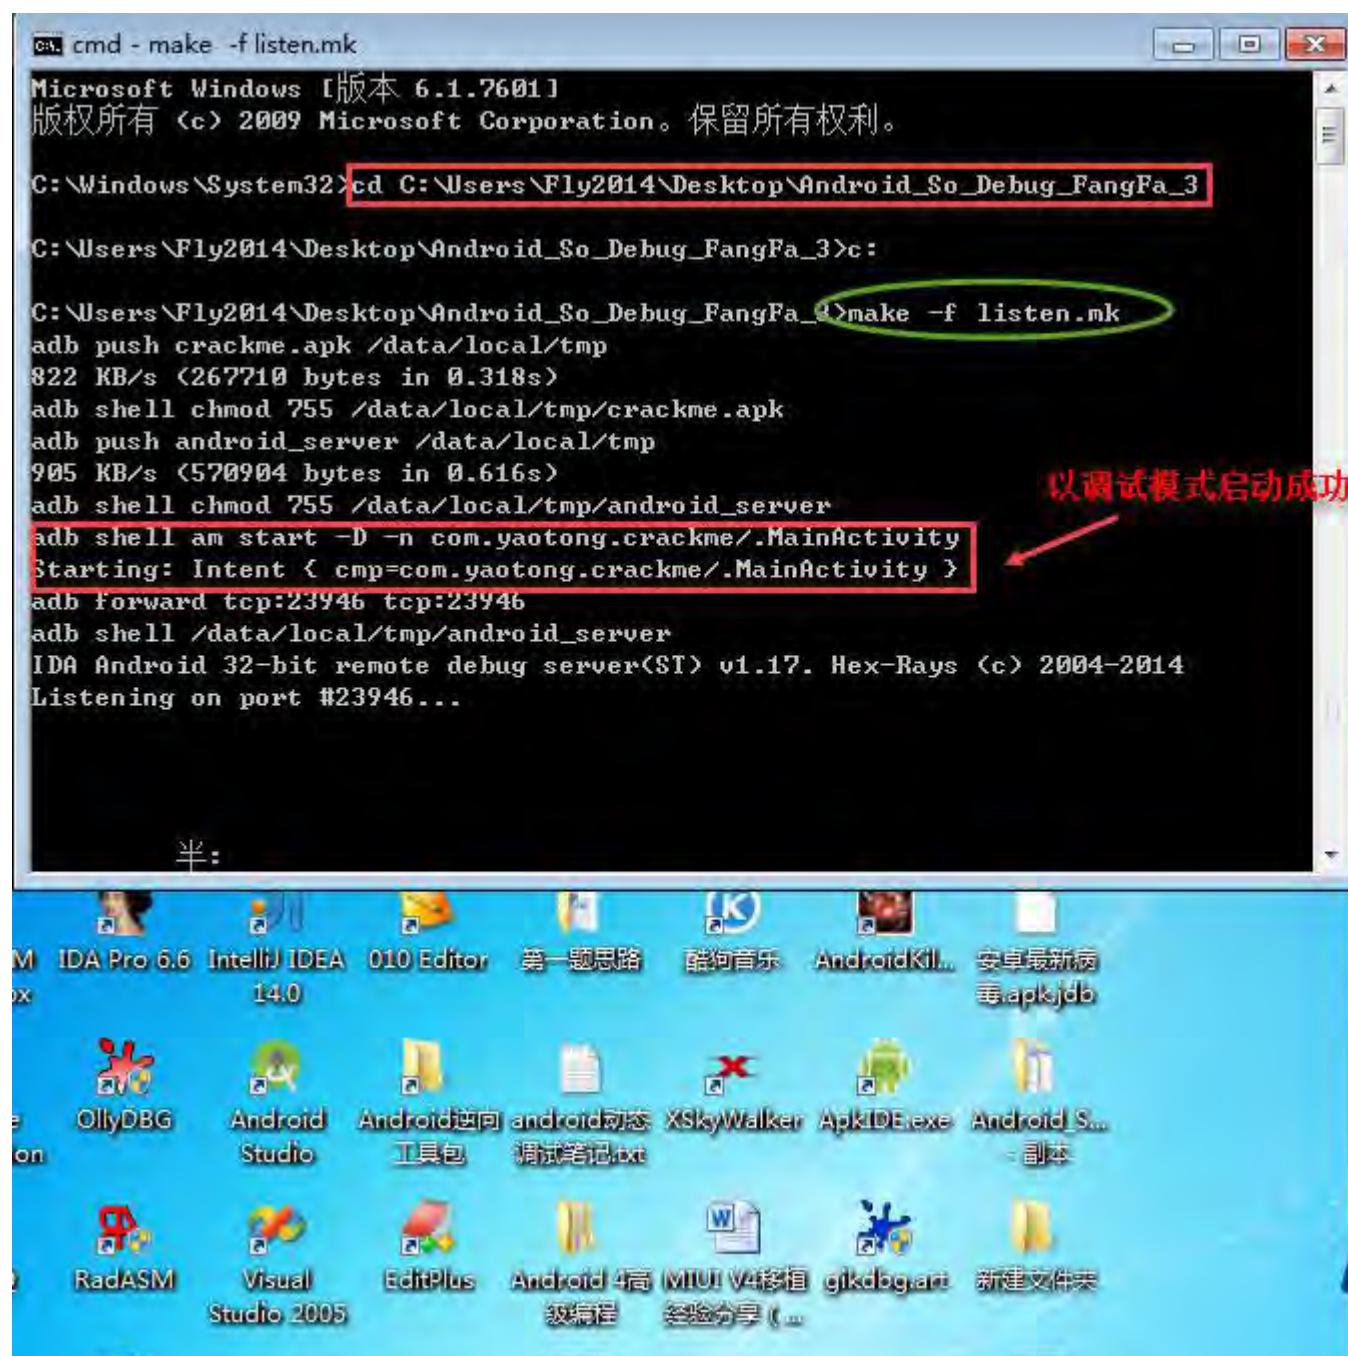 cmd - make -f listen.mk
Microsoft Windows [版本 6.1.7601]
版权所有 (c) 2009 Microsoft Corporation。保留所有权利。
C:\Windows\System32>cd C:\Users\Fly2014\Desktop\Android_So_Debug_FangFa_3
C:\Users\Fly2014\Desktop\Android_So_Debug_FangFa_3>c:
C:\Users\Fly2014\Desktop\Android_So_Debug_FangFa_3>make -f listen.mk
adb push crackme.apk /data/local/tmp
822 KB/s (267710 bytes in 0.318s)
adb shell chmod 755 /data/local/tmp/crackme.apk
adb push android_server /data/local/tmp
905 KB/s (570904 bytes in 0.616s)
以调试模式启动成功
adb shell chmod 755 /data/local/tmp/android_server
adb shell am start -D -n com.yaotong.crackme/.MainActivity
Starting: Intent { cmp=com.yaotong.crackme/.MainActivity }
adb forward tcp:23946 tcp:23946
adb shell /data/local/tmp/android_server
IDA Android 32-bit remote debug server(ST) v1.17. Hex-Rays (c) 2004-2014
Listening on port #23946...
半:
M IDA Pro 6.6 IntelliJ IDEA 010 Editor 第一题思路 酷狗音乐 AndroidKil... 安卓最新病
ox 14.0 毒.apk.jdb
OllyDBG Android Android逆向 android动态 XSkyWalker ApkIDE.exe Android_S...
on Studio 工具包 调试笔记.txt - 副本
RadASM Visual EditPlus Android 4高 MIUI V4移植 gikdbg.art 新建文件夹
Studio 2005 级编程 经验分享 (...